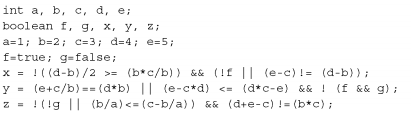 int a, b, c, d, e;
boolean f, g, x, y, z;
a=1; b=2; c=3; d=4; e=5;
f=true; g=false;
x = !((d-b)/2 >= (b*c/b)) && (!f || (e-c)!= (d-b));
y = (e+c/b)==(d*b) || (e-c*d) <= (d*c-e) && ! (f && g);
z = !(!g || (b/a)<=(c-b/a)) && (d+e-c)!=(b*c);